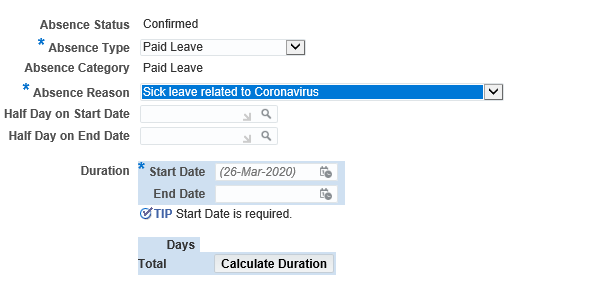 Absence Status Confirmed
* Absence Type Paid Leave
Absence Category Paid Leave
* Absence Reason Sick leave related to Coronavirus
Half Day on Start Date
Half Day on End Date
Duration * Start Date (26-Mar-2020)
End Date
TIP Start Date is required.
Days
Total Calculate Duration